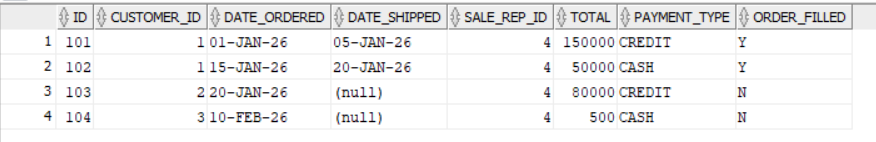 ID CUSTOMER_ID DATE_ORDERED DATE_SHIPPED SALE_REP_ID TOTAL PAYMENT_TYPE ORDER_FILLED
1 101 1 01-JAN-26 05-JAN-26 4 150000 CREDIT Y
2 102 1 15-JAN-26 20-JAN-26 4 50000 CASH Y
3 103 2 20-JAN-26 (null) 4 80000 CREDIT N
4 104 3 10-FEB-26 (null) 4 500 CASH N